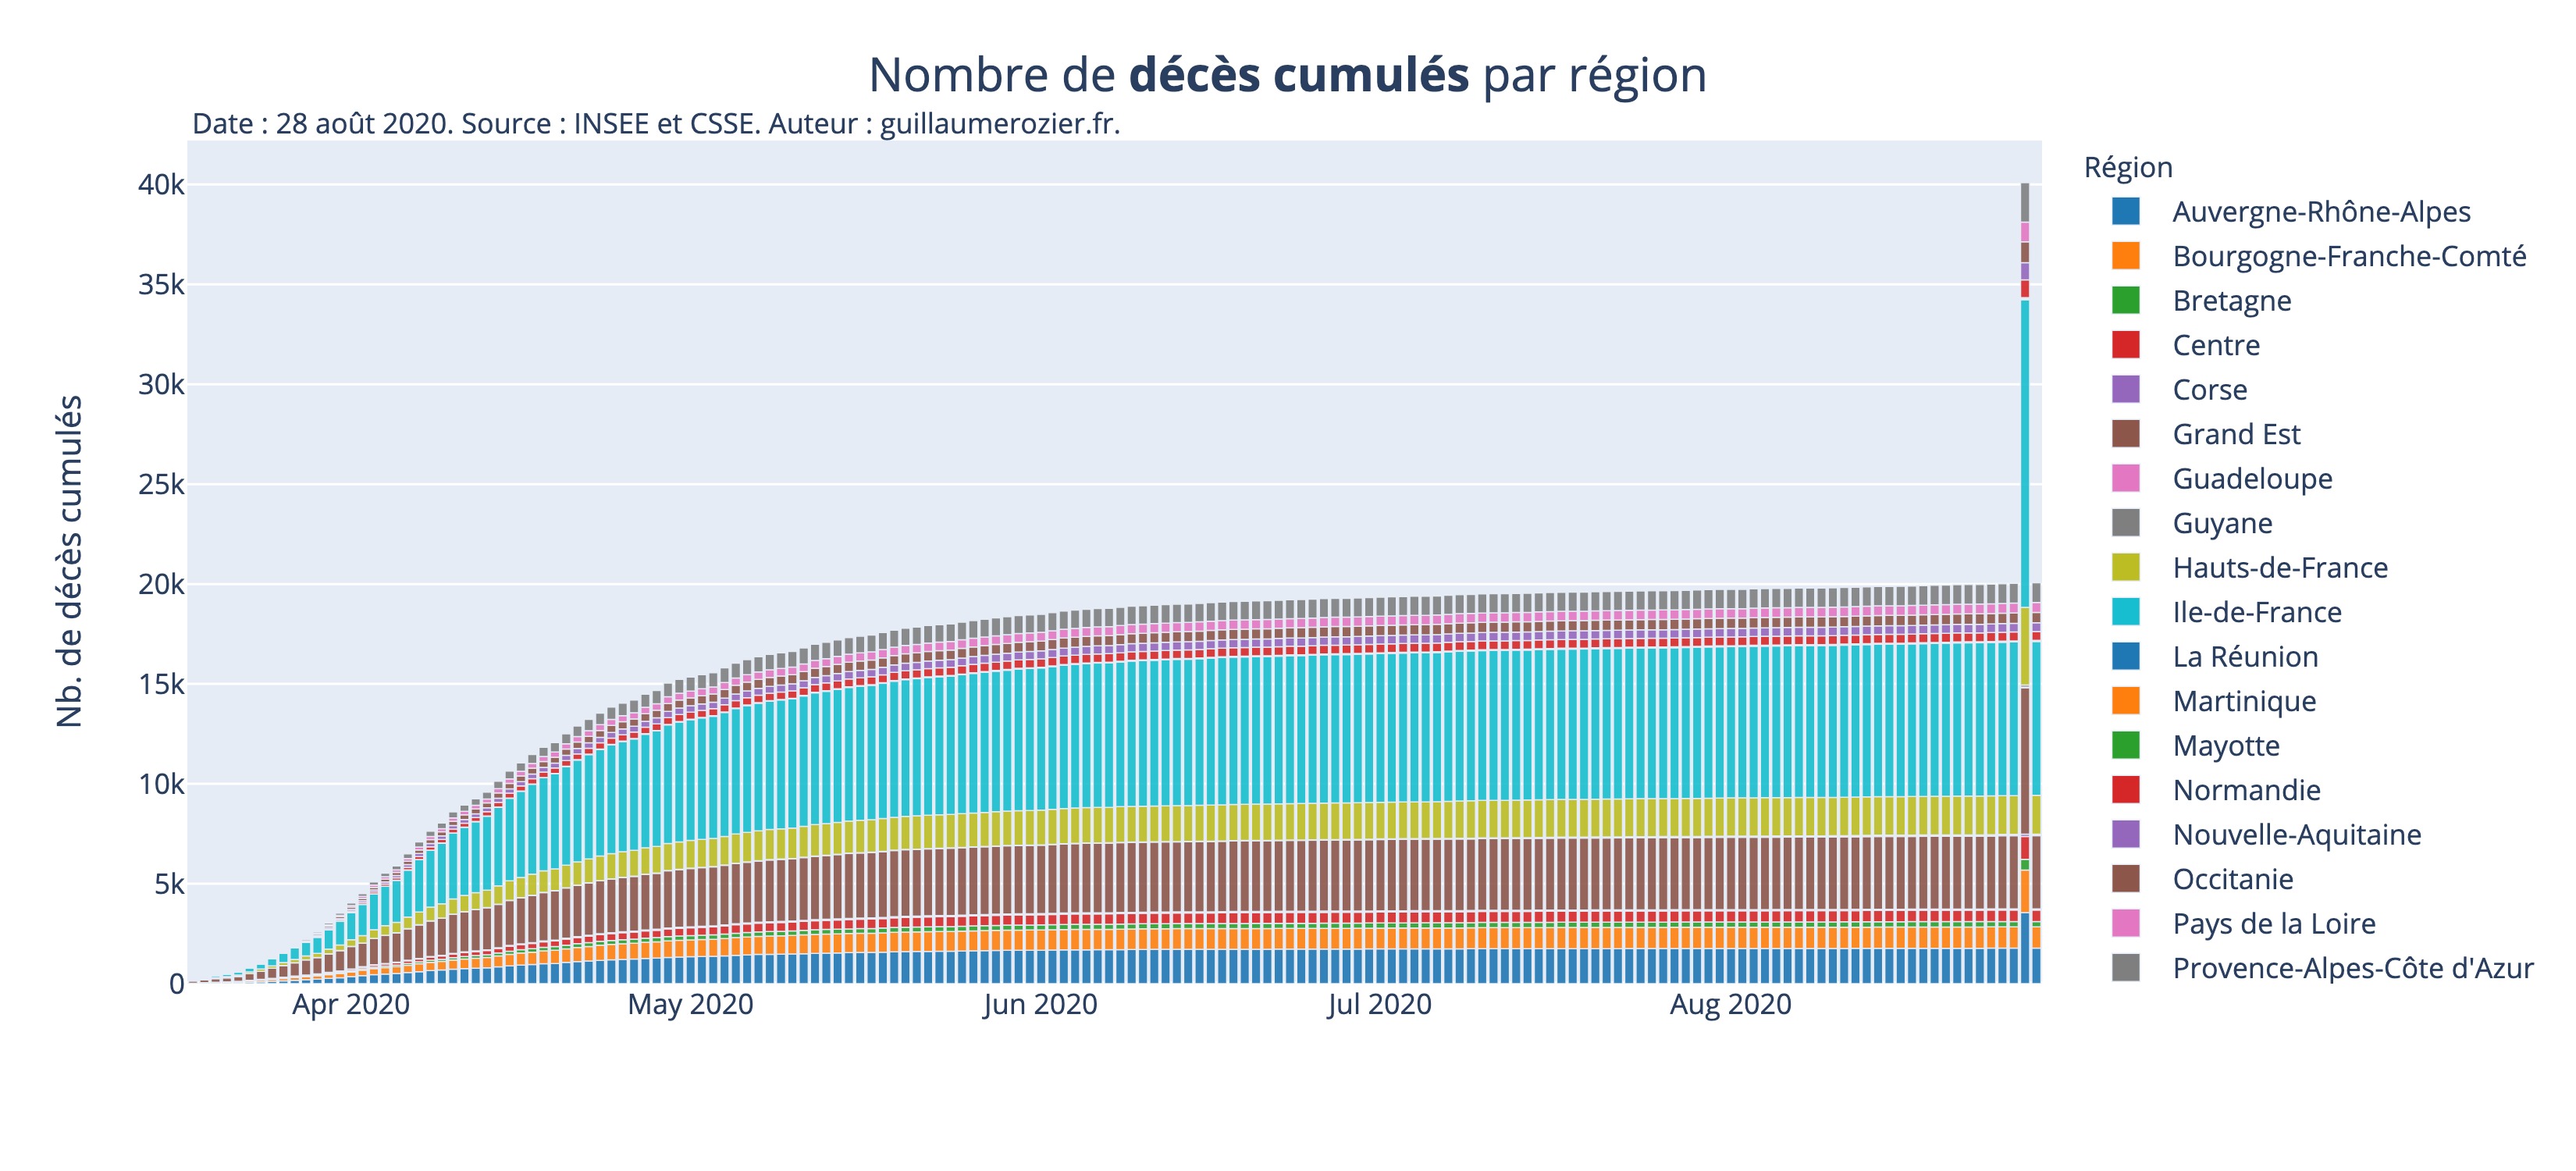 Nombre de décès cumulés par région
Date : 28 août 2020. Source : INSEE et CSSE. Auteur : guillaumerozier.fr.
Nb. de décès cumulés
40k
35k
30k
25k
20k
15k
10k
5k
0
Apr 2020
May 2020
Jun 2020
Jul 2020
Aug 2020
Région
Auvergne-Rhône-Alpes
Bourgogne-Franche-Comté
Bretagne
Centre
Corse
Grand Est
Guadeloupe
Guyane
Hauts-de-France
Ile-de-France
La Réunion
Martinique
Mayotte
Normandie
Nouvelle-Aquitaine
Occitanie
Pays de la Loire
Provence-Alpes-Côte d'Azur